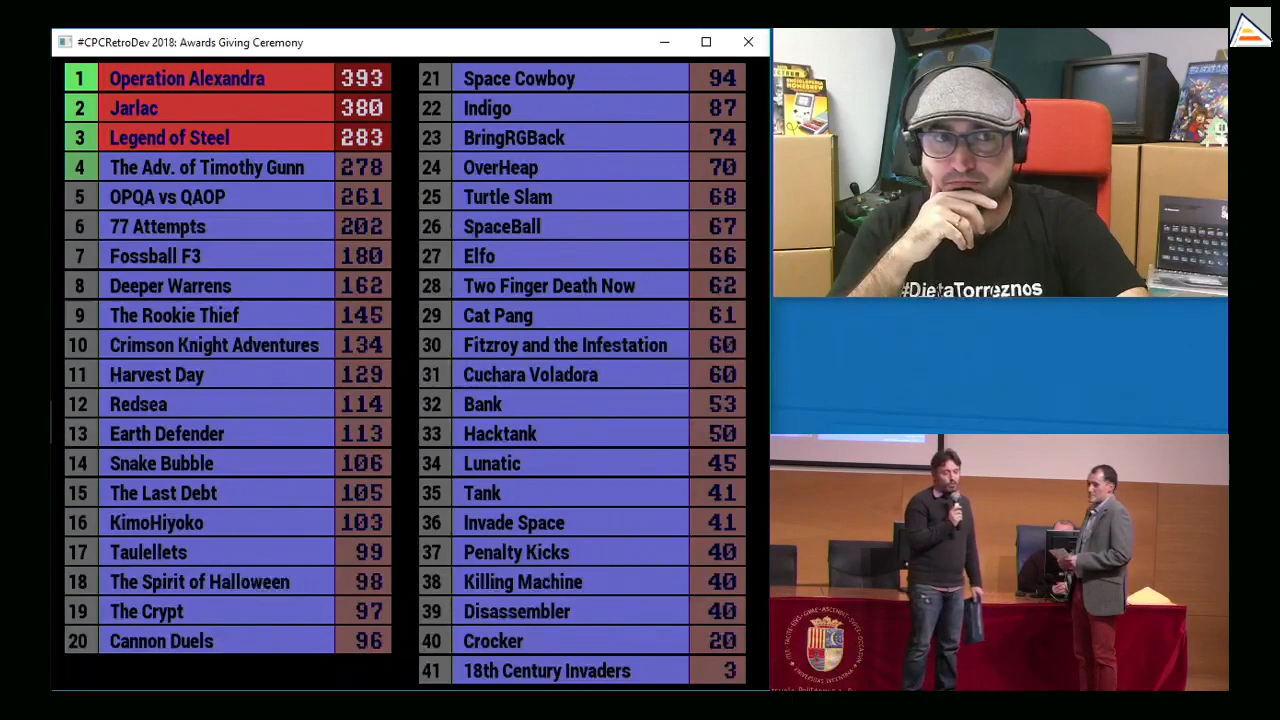 #CPCRetroDev 2018: Awards Giving Ceremony
1 Operation Alexandra 393
2 Jarlac 380
3 Legend of Steel 283
4 The Adv. of Timothy Gunn 278
5 OPQA vs QAOP 261
6 77 Attempts 202
7 Fossball F3 180
8 Deeper Warrens 162
9 The Rookie Thief 145
10 Crimson Knight Adventures 134
11 Harvest Day 129
12 Redsea 114
13 Earth Defender 113
14 Snake Bubble 106
15 The Last Debt 105
16 KimoHiyoko 103
17 Taulellets 99
18 The Spirit of Halloween 98
19 The Crypt 97
20 Cannon Duels 96
21 Space Cowboy 94
22 Indigo 87
23 BringRGBack 74
24 OverHeap 70
25 Turtle Slam 68
26 SpaceBall 67
27 Elfo 66
28 Two Finger Death Now 62
29 Cat Pang 61
30 Fitzroy and the Infestation 60
31 Cuchara Voladora 60
32 Bank 53
33 Hacktank 50
34 Lunatic 45
35 Tank 41
36 Invade Space 41
37 Penalty Kicks 40
38 Killing Machine 40
39 Disassembler 40
40 Crocker 20
41 18th Century Invaders 3
HOMEBREW
#DietaTorreznos